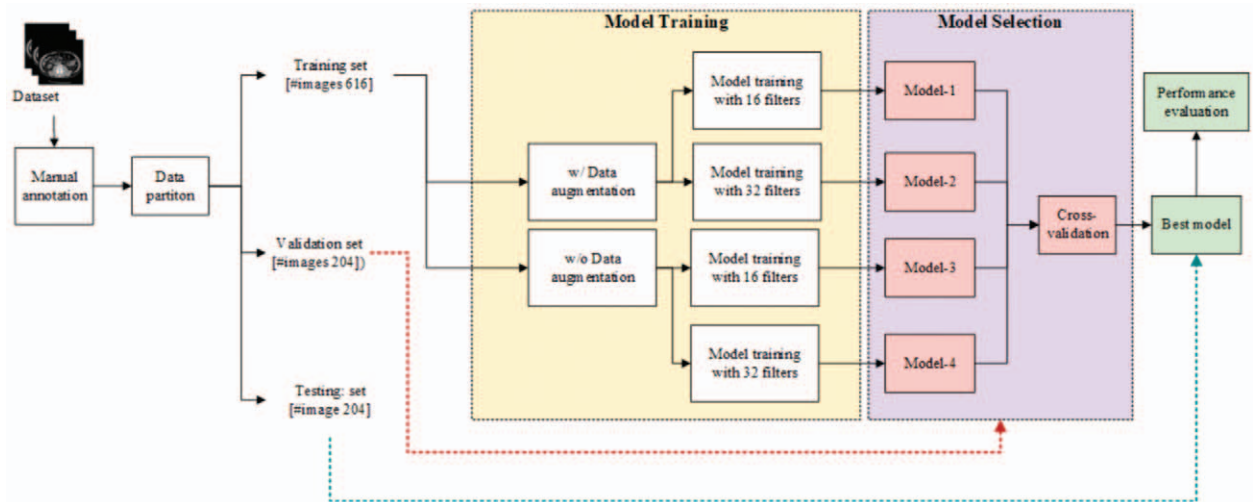 Dataset
Manual
annotation
Data
partiton
Training set
[#images 616]
Validation set
[#images 204])
Testing: set
[#image 204]
Model Training
w/ Data
augmentation
w/o Data
augmentation
Model training
with 16 filters
Model training
with 32 filters
Model training
with 16 filters
Model training
with 32 filters
Model Selection
Model-1
Model-2
Model-3
Model-4
Cross-
validation
Performance
evaluation
Best model